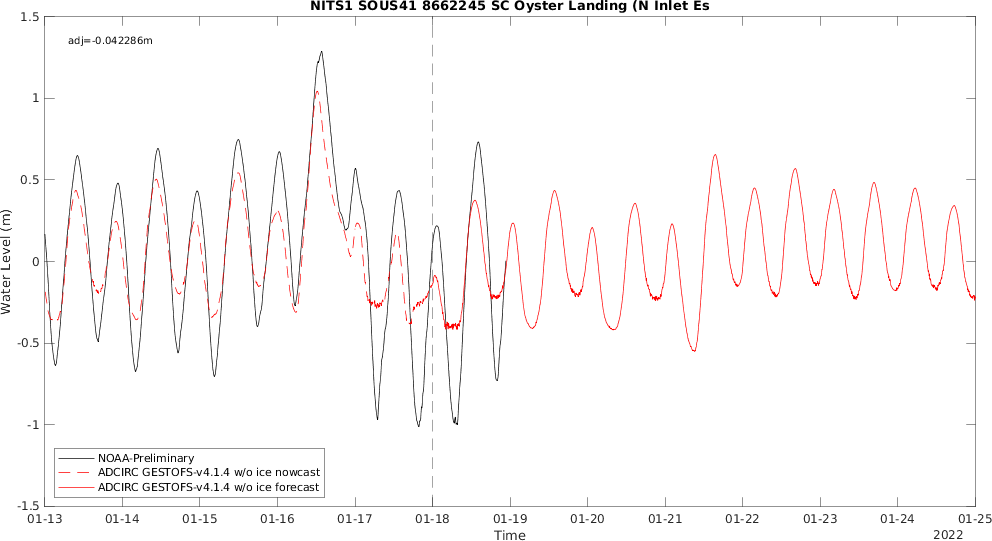 NITS1 SOUS41 8662245 SC Oyster Landing (N Inlet Es
adj=-0.042286m
1.5
1
0.5
0
-0.5
-1
-1.5
Water Level (m)
NOAA-Preliminary
ADCIRC GESTOFS-v4.1.4 w/o ice nowcast
ADCIRC GESTOFS-v4.1.4 w/o ice forecast
01-13 01-14 01-15 01-16 01-17 01-18 01-19 01-20 01-21 01-22 01-23 01-24 01-25
Time
2022